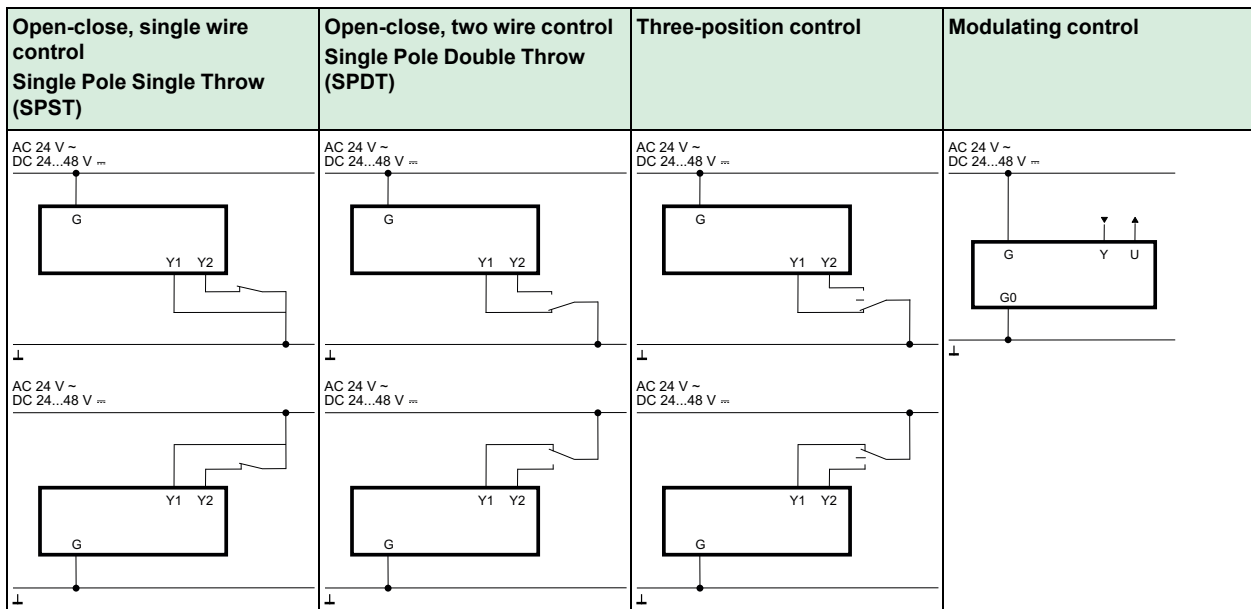 Open-close, single wire
control
Single Pole Single Throw
(SPST)
Open-close, two wire control
Single Pole Double Throw
(SPDT)
Three-position control
Modulating control
AC 24 V ~
DC 24...48 V ⎓
G
Y1 Y2
AC 24 V ~
DC 24...48 V ⎓
G
Y1 Y2
AC 24 V ~
DC 24...48 V ⎓
G
Y1 Y2
AC 24 V ~
DC 24...48 V ⎓
G Y U
G0
AC 24 V ~
DC 24...48 V ⎓
Y1 Y2
G
AC 24 V ~
DC 24...48 V ⎓
Y1 Y2
G
AC 24 V ~
DC 24...48 V ⎓
Y1 Y2
G